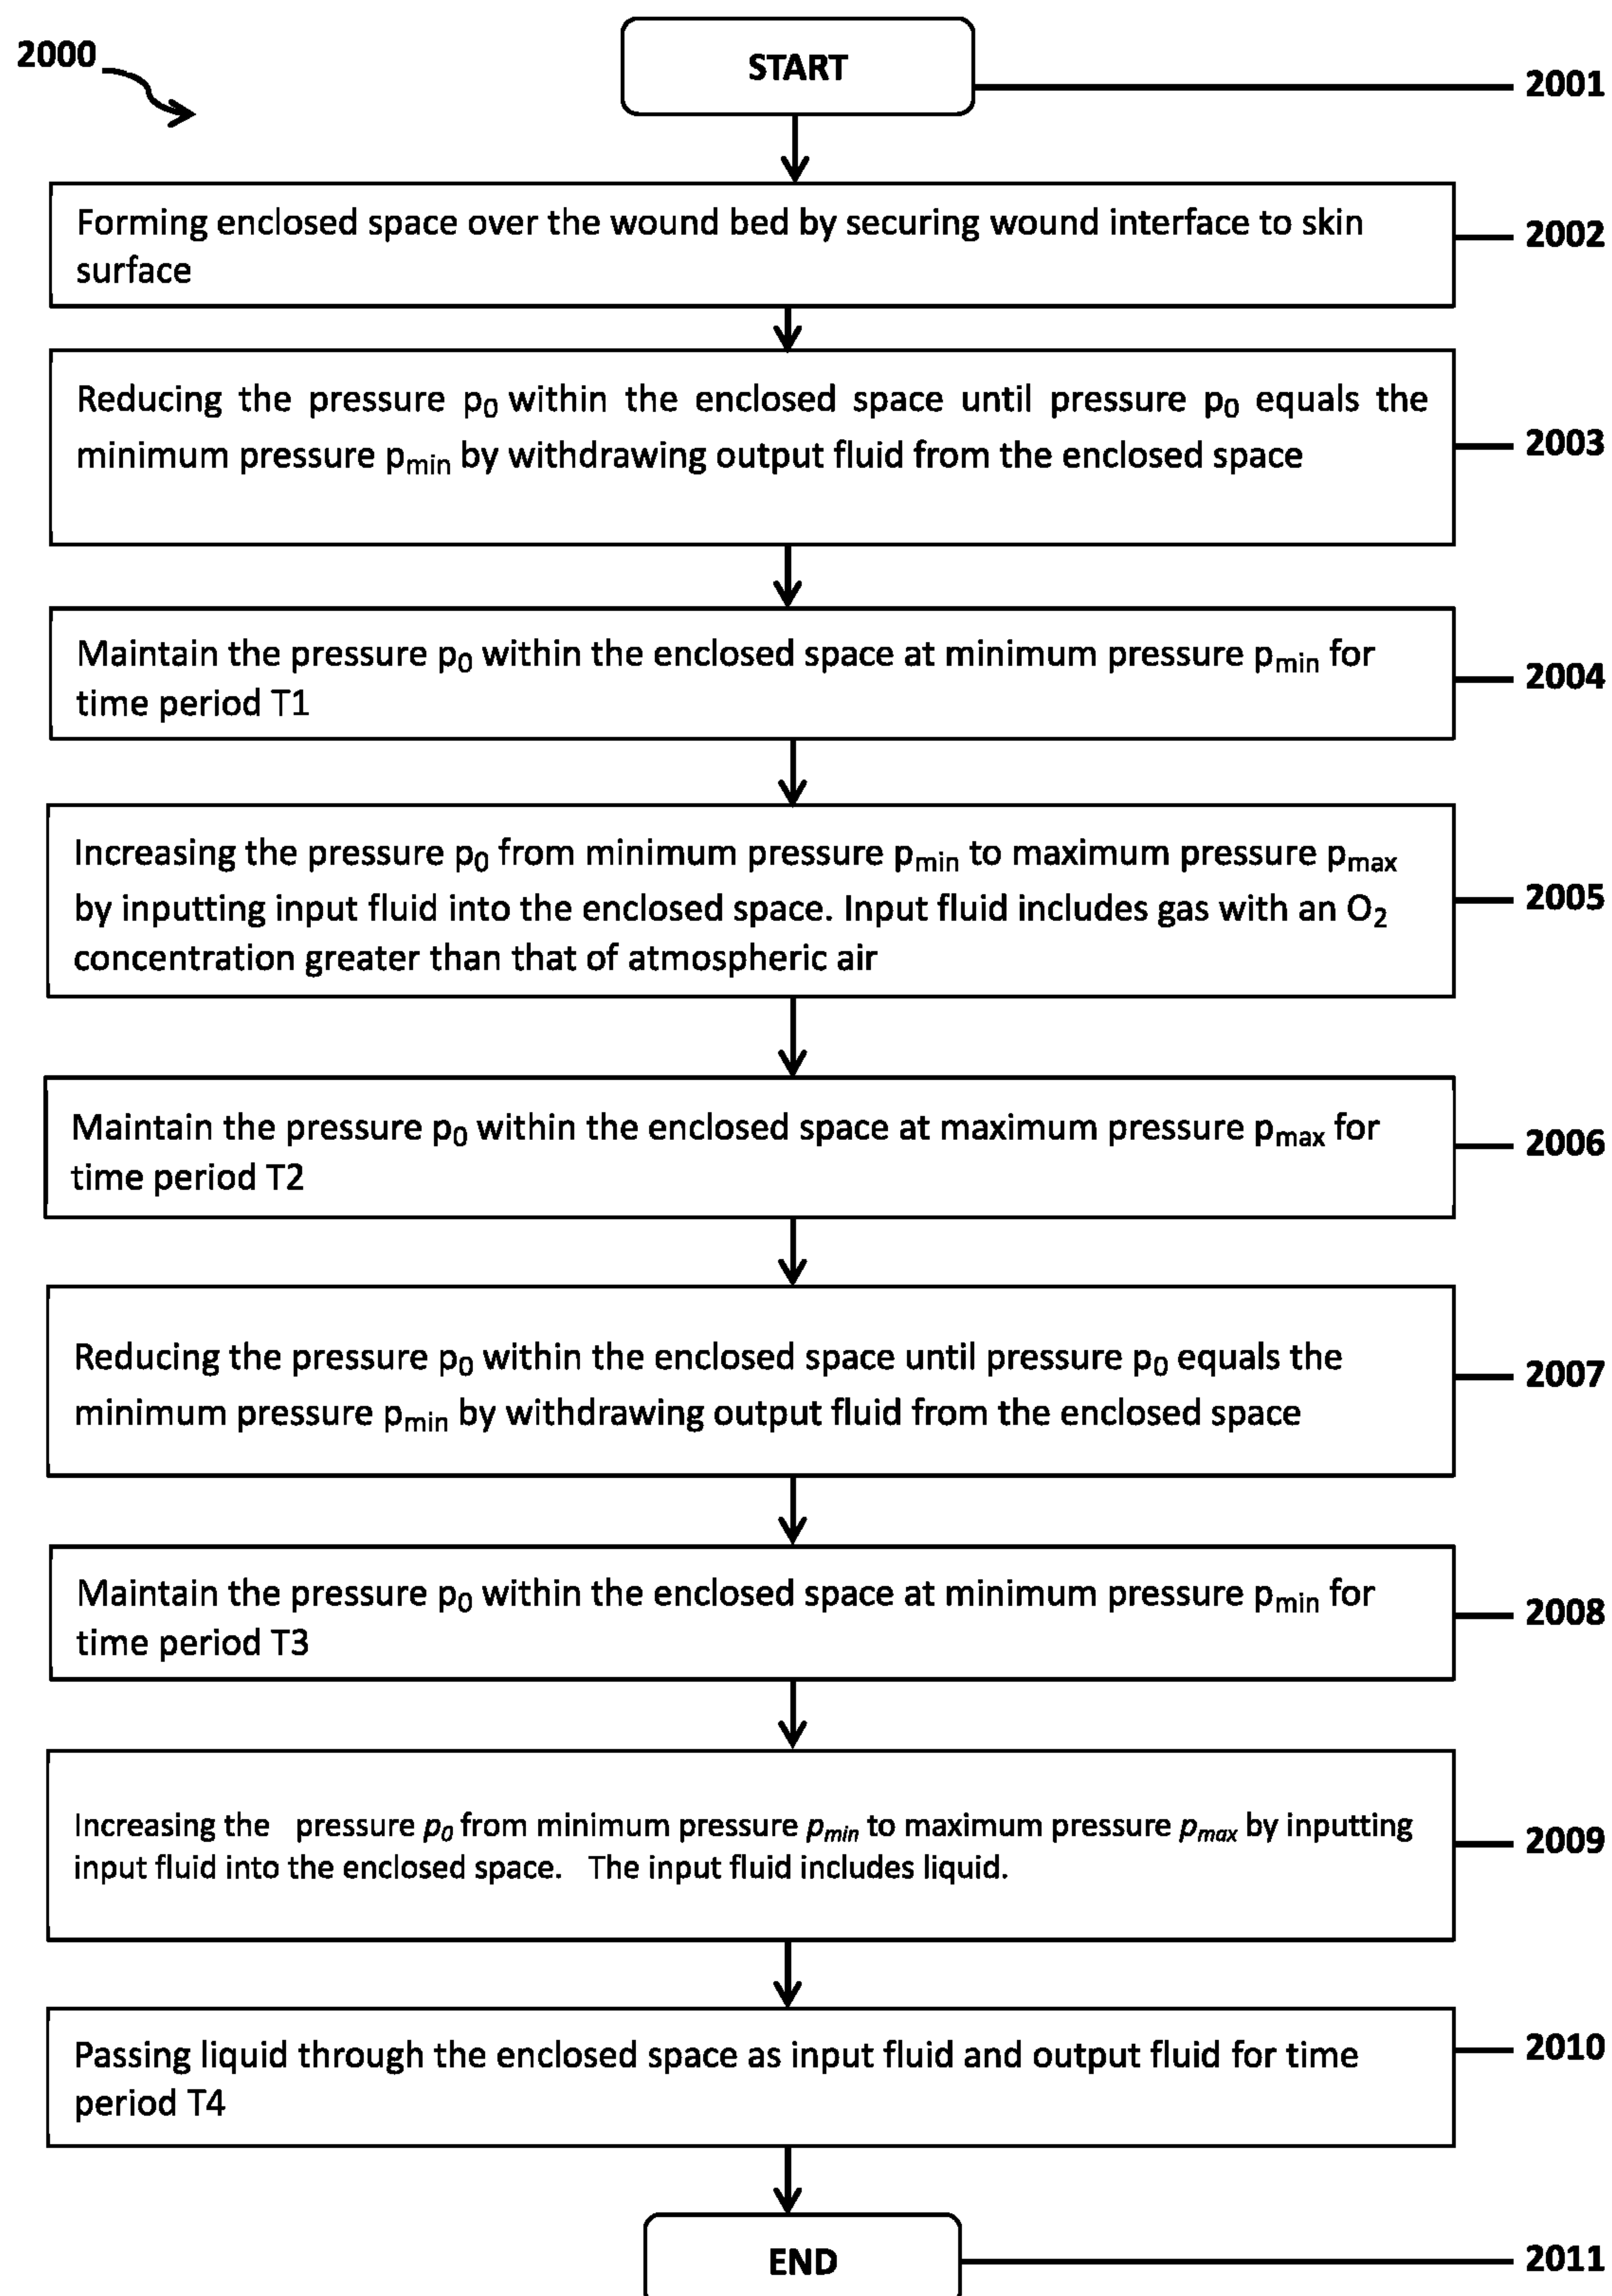 2000
START
2001
Forming enclosed space over the wound bed by securing wound interface to skin
surface
2002
Reducing the pressure p₀ within the enclosed space until pressure p₀ equals the
minimum pressure pmin by withdrawing output fluid from the enclosed space
2003
Maintain the pressure p₀ within the enclosed space at minimum pressure pmin for
time period T1
2004
Increasing the pressure p₀ from minimum pressure pmin to maximum pressure pmax
by inputting input fluid into the enclosed space. Input fluid includes gas with an O₂
concentration greater than that of atmospheric air
2005
Maintain the pressure p₀ within the enclosed space at maximum pressure pmax for
time period T2
2006
Reducing the pressure p₀ within the enclosed space until pressure p₀ equals the
minimum pressure pmin by withdrawing output fluid from the enclosed space
2007
Maintain the pressure p₀ within the enclosed space at minimum pressure pmin for
time period T3
2008
Increasing the pressure p₀ from minimum pressure pmin to maximum pressure pmax by inputting
input fluid into the enclosed space. The input fluid includes liquid.
2009
Passing liquid through the enclosed space as input fluid and output fluid for time
period T4
2010
END
2011